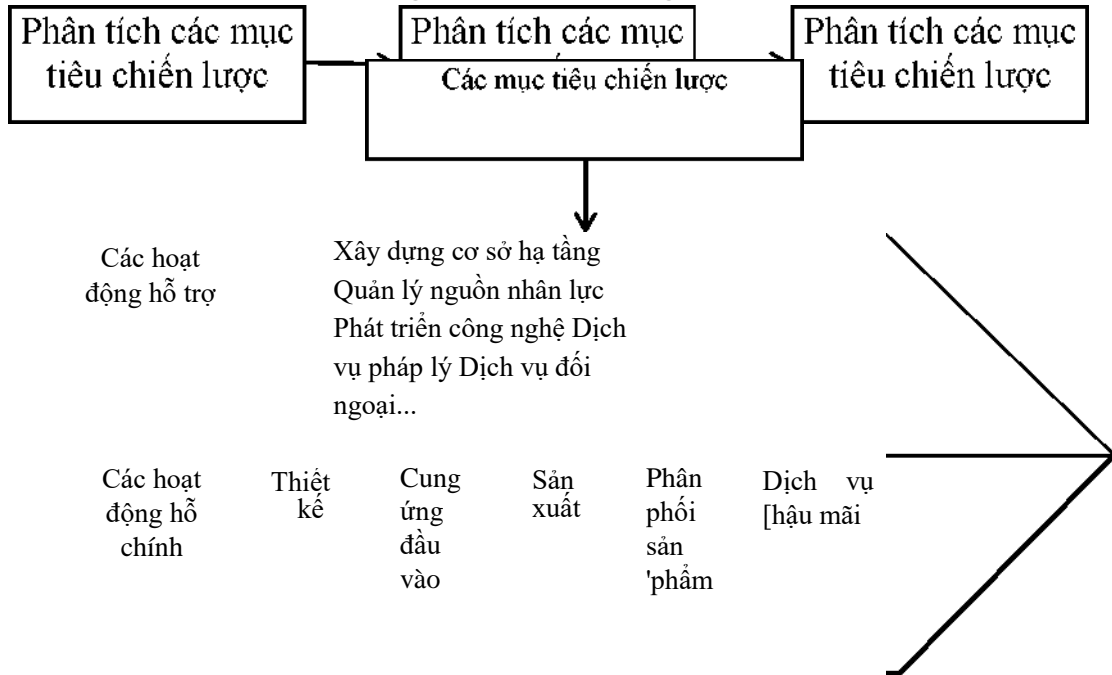 Phân tích các mục
tiêu chiến lược
Phân tích các mục
Phân tích các mục
tiêu chiến lược
Các mục tiêu chiến lược
Các hoạt
động hỗ trợ
Xây dựng cơ sở hạ tầng
Quản lý nguồn nhân lực
Phát triển công nghệ Dịch
vụ pháp lý Dịch vụ đối
ngoại...
Các hoạt
động hỗ
chính
Thiết
kế
Cung
ứng
đầu
vào
Sản
xuất
Phân
phối
sản
'phẩm
Dịch vụ
[hậu mãi